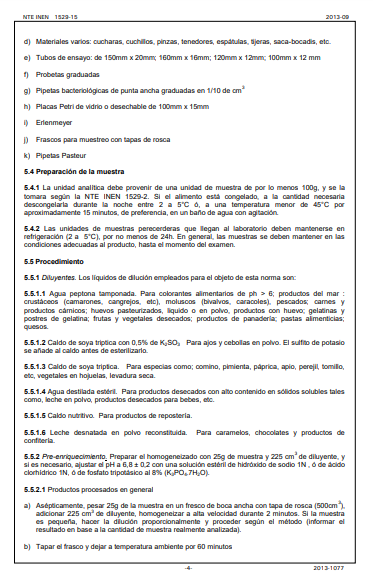 NTE INEN 1529-15 2013-09
d) Materiales varios: cucharas, cuchillos, pinzas, tenedores, espátulas, tijeras, saca-bocadis, etc.
e) Tubos de ensayo: de 150mm x 20mm; 160mm x 16mm; 120mm x 12mm; 100mm x 12 mm
f) Probetas graduadas
g) Pipetas bacteriológicas de punta ancha graduadas en 1/10 de cm³
h) Placas Petri de vidrio o desechable de 100mm x 15mm
i) Erlenmeyer
j) Frascos para muestreo con tapas de rosca
k) Pipetas Pasteur
5.4 Preparación de la muestra
5.4.1 La unidad analítica debe provenir de una unidad de muestra de por lo menos 100g, y se la
tomara según la NTE INEN 1529-2. Si el alimento está congelado, a la cantidad necesaria
descongelarla durante la noche entre 2 a 5°C ó, a una temperatura menor de 45°C por
aproximadamente 15 minutos, de preferencia, en un baño de agua con agitación.
5.4.2 Las unidades de muestras perecederas que llegan al laboratorio deben mantenerse en
refrigeración (2 a 5°C), por no menos de 24h. En general, las muestras se deben mantener en las
condiciones adecuadas al producto, hasta el momento del examen.
5.5 Procedimiento
5.5.1 Diluyentes. Los líquidos de dilución empleados para el objeto de esta norma son:
5.5.1.1 Agua peptona tamponada. Para colorantes alimentarios de ph > 6; productos del mar :
crustáceos (camarones, cangrejos, etc), moluscos (bivalvos, caracoles), pescados; carnes y
productos cárnicos; huevos pasteurizados, líquido o en polvo, productos con huevo; gelatinas y
postres de gelatina; frutas y vegetales desecados; productos de panadería; pastas alimenticias;
quesos.
5.5.1.2 Caldo de soya triptica con 0,5% de K₂SO₃ Para ajos y cebollas en polvo. El sulfito de potasio
se añade al caldo antes de esterilizarlo.
5.5.1.3 Caldo de soya triptica. Para especias como; comino, pimienta, páprica, apio, perejil, tomillo,
etc, vegetales en hojuelas, levadura seca.
5.5.1.4 Agua destilada estéril. Para productos desecados con alto contenido en sólidos solubles tales
como, leche en polvo, productos desecados para bebes, etc.
5.5.1.5 Caldo nutritivo. Para productos de repostería.
5.5.1.6 Leche desnatada en polvo reconstituida. Para caramelos, chocolates y productos de
confitería.
5.5.2 Pre-enriquecimiento. Preparar el homogeneizado con 25g de muestra y 225 cm³ de diluyente, y
si es necesario, ajustar el pH a 6,8 ± 0,2 con una solución estéril de hidróxido de sodio 1N , ó de ácido
clorhídrico 1N, ó de fosfato tripotásico al 8% (K₃PO₄.7H₂O).
5.5.2.1 Productos procesados en general
a) Asépticamente, pesar 25g de la muestra en un fresco de boca ancha con tapa de rosca (500cm³),
adicionar 225 cm³ de diluyente, homogeneizar a alta velocidad durante 2 minutos. Si la muestra
es pequeña, hacer la dilución proporcionalmente y proceder según el método (informar el
resultado en base a la cantidad de muestra realmente analizada).
b) Tapar el frasco y dejar a temperatura ambiente por 60 minutos
-4- 2013-1077